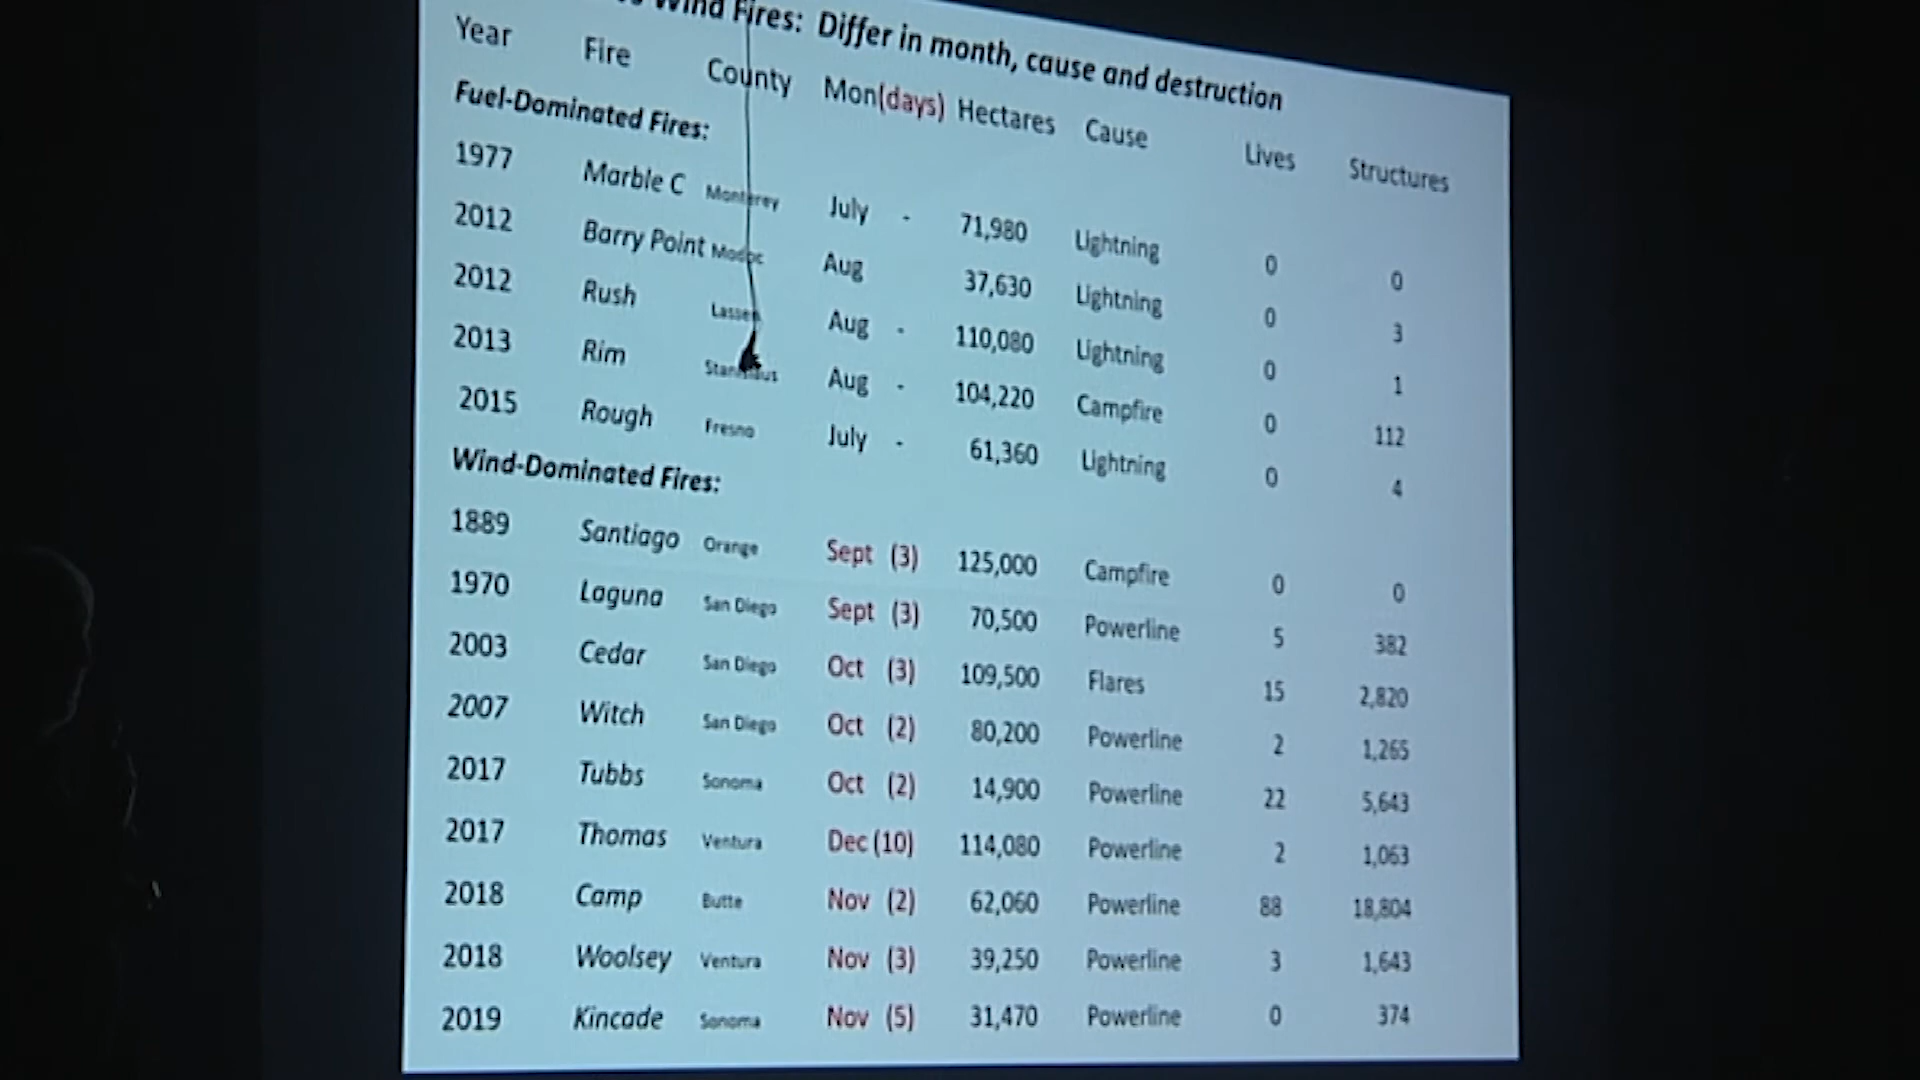 Wind Fires: Differ in month, cause and destruction
Year Fire County Mon(days) Hectares Cause Lives Structures
Fuel-Dominated Fires:
1977 Marble C Monterey July - 71,980 Lightning 0 0
2012 Barry Point Modoc Aug 37,630 Lightning 0 3
2012 Rush Lassen Aug - 110,080 Lightning 0 1
2013 Rim Stanislaus Aug - 104,220 Campfire 0 112
2015 Rough Fresno July - 61,360 Lightning 0 4
Wind-Dominated Fires:
1889 Santiago Orange Sept (3) 125,000 Campfire 0 0
1970 Laguna San Diego Sept (3) 70,500 Powerline 5 382
2003 Cedar San Diego Oct (3) 109,500 Flares 15 2,820
2007 Witch San Diego Oct (2) 80,200 Powerline 2 1,265
2017 Tubbs Sonoma Oct (2) 14,900 Powerline 22 5,643
2017 Thomas Ventura Dec (10) 114,080 Powerline 2 1,063
2018 Camp Butte Nov (2) 62,060 Powerline 88 18,804
2018 Woolsey Ventura Nov (3) 39,250 Powerline 3 1,643
2019 Kincade Sonoma Nov (5) 31,470 Powerline 0 374